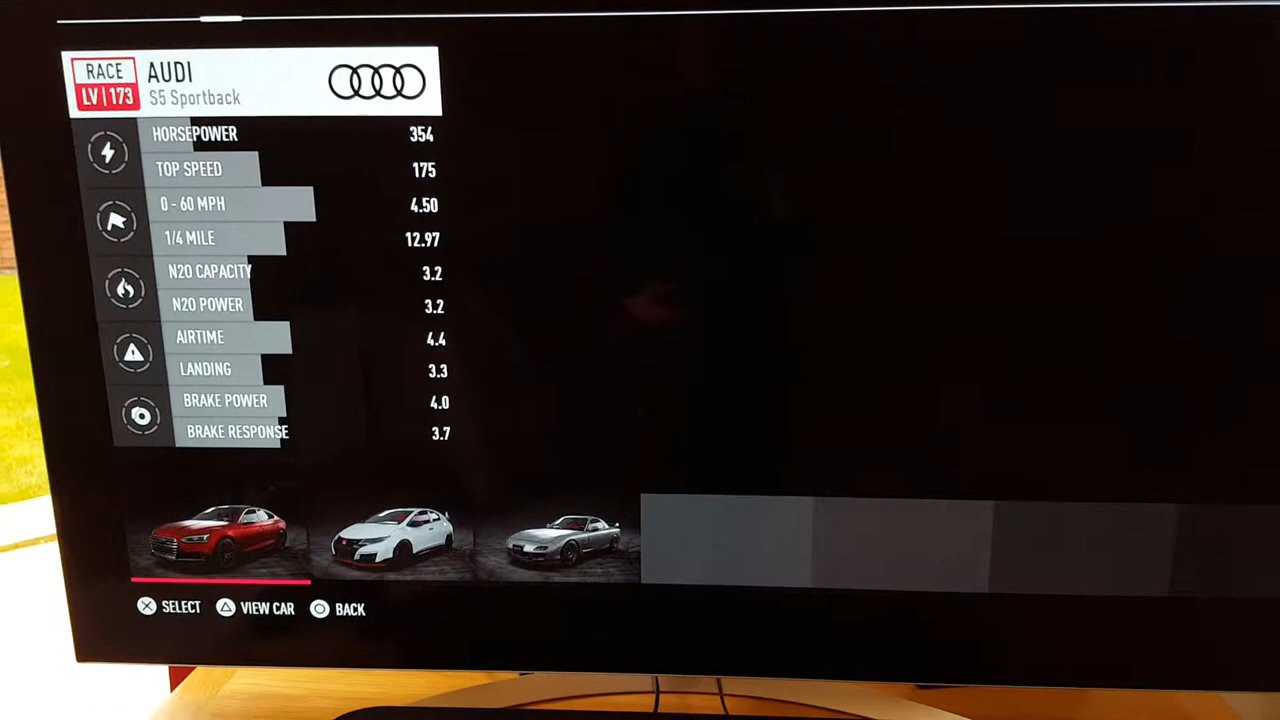 RACE
LV|173
AUDI
S5 Sportback
HORSEPOWER 354
TOP SPEED 175
0 - 60 MPH 4.50
1/4 MILE 12.97
N2O CAPACITY 3.2
N2O POWER 3.2
AIRTIME 4.4
LANDING 3.3
BRAKE POWER 4.0
BRAKE RESPONSE 3.7
SELECT VIEW CAR BACK